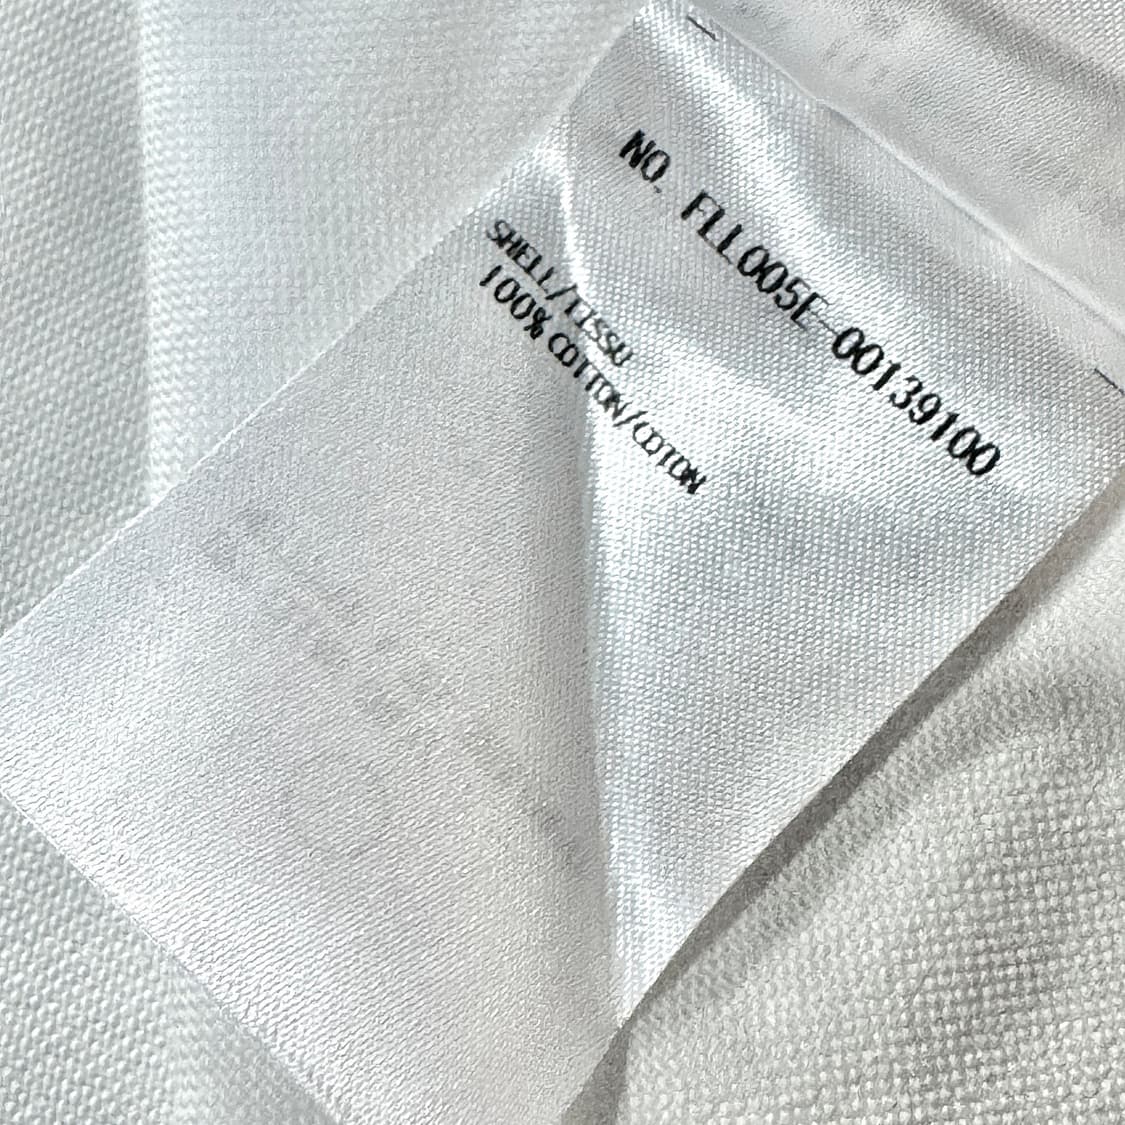 NO. FLL005E-00139100
SHELL/TISSU
100% COTTON/COTON